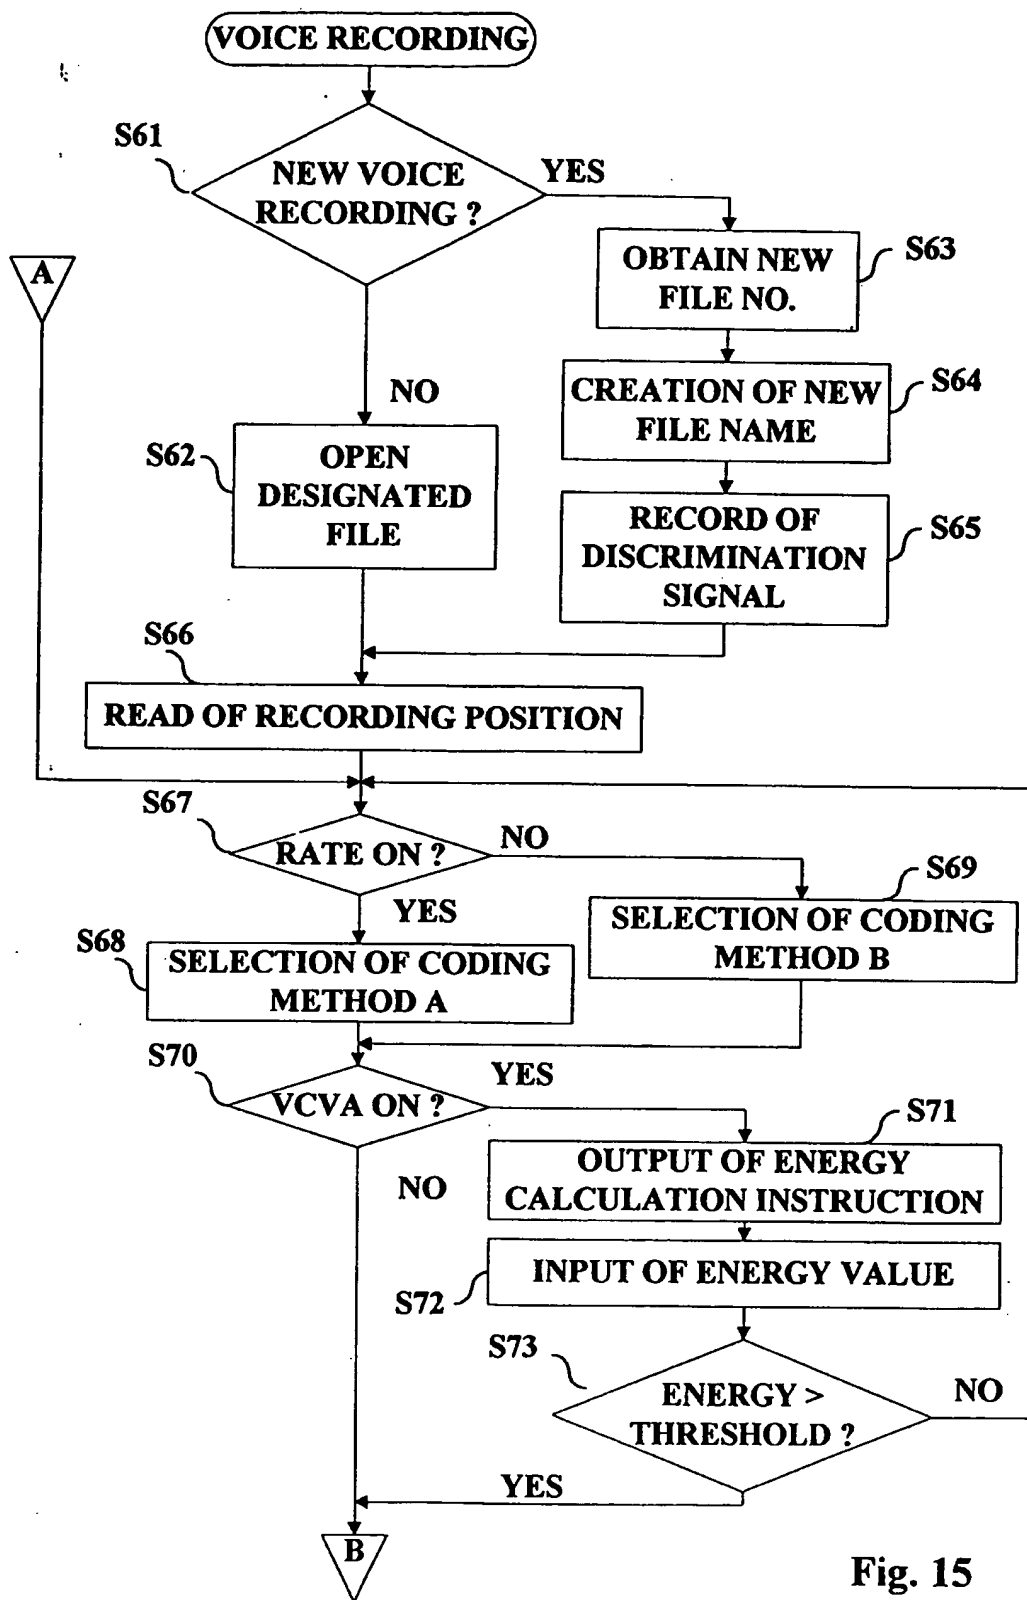 VOICE RECORDING
S61
NEW VOICE
RECORDING ?
YES
A
OBTAIN NEW
FILE NO.
S63
NO
CREATION OF NEW
FILE NAME
S64
S62
OPEN
DESIGNATED
FILE
RECORD OF
DISCRIMINATION
SIGNAL
S65
S66
READ OF RECORDING POSITION
S67
RATE ON ?
NO
YES
S69
SELECTION OF CODING
METHOD B
S68
SELECTION OF CODING
METHOD A
S70
VCVA ON ?
YES
NO
S71
OUTPUT OF ENERGY
CALCULATION INSTRUCTION
S72
INPUT OF ENERGY VALUE
S73
ENERGY >
THRESHOLD ?
NO
YES
B
Fig. 15